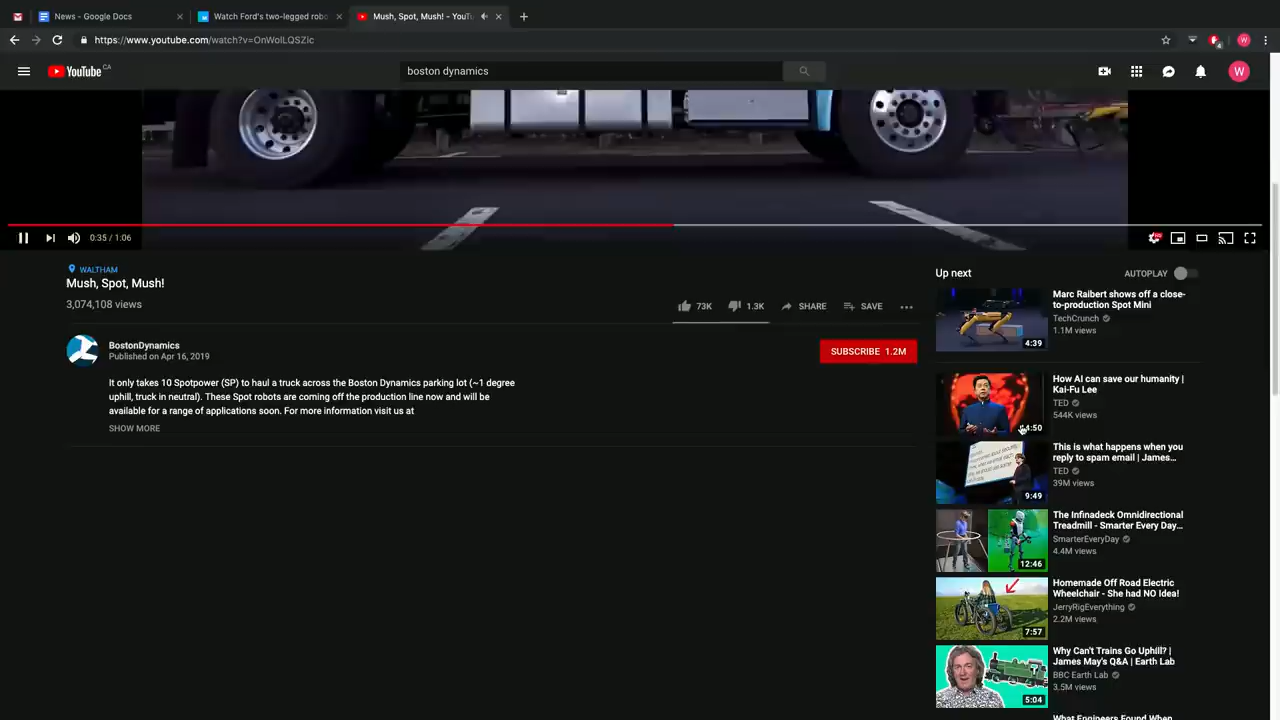 News - Google Docs
Watch Ford's two-legged robo
Mush, Spot, Mush! - YouTu
https://www.youtube.com/watch?v=OnWolLQSZic
W
YouTube CA
boston dynamics
W
0:35 / 1:06
WALTHAM
Mush, Spot, Mush!
3,074,108 views
73K
1.3K
SHARE
SAVE
BostonDynamics
Published on Apr 16, 2019
SUBSCRIBE 1.2M
It only takes 10 Spotpower (SP) to haul a truck across the Boston Dynamics parking lot (~1 degree
uphill, truck in neutral). These Spot robots are coming off the production line now and will be
available for a range of applications soon. For more information visit us at
SHOW MORE
Up next
AUTOPLAY
Marc Raibert shows off a close-
to-production Spot Mini
TechCrunch
1.1M views
4:39
How AI can save our humanity |
Kai-Fu Lee
TED
544K views
4:50
This is what happens when you
reply to spam email | James...
TED
39M views
9:49
The Infinadeck Omnidirectional
Treadmill - Smarter Every Day...
SmarterEveryDay
4.4M views
12:46
Homemade Off Road Electric
Wheelchair - She had NO Idea!
JerryRigEverything
2.2M views
7:57
Why Can't Trains Go Uphill? |
James May's Q&A | Earth Lab
BBC Earth Lab
3.5M views
5:04
What Engineers Found When